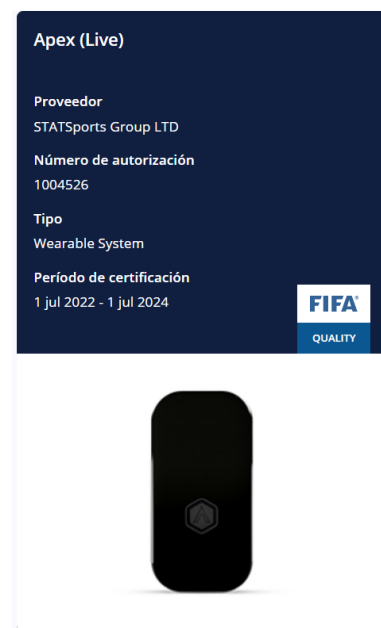 Apex (Live)
Proveedor
STATSports Group LTD
Número de autorización
1004526
Tipo
Wearable System
Período de certificación
1 jul 2022 - 1 jul 2024
FIFA®
QUALITY